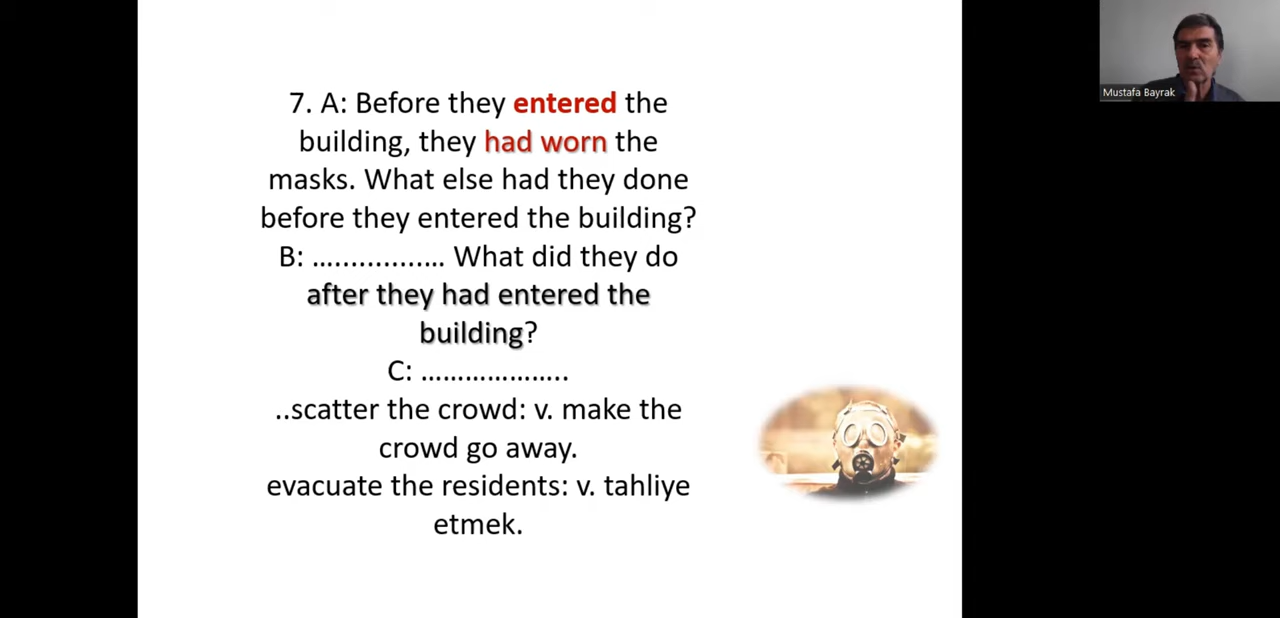 7. A: Before they entered the
building, they had worn the
masks. What else had they done
before they entered the building?
B: ................. What did they do
after they had entered the
building?
C: ....................
..scatter the crowd: v. make the
crowd go away.
evacuate the residents: v. tahliye
etmek.
Mustafa Bayrak